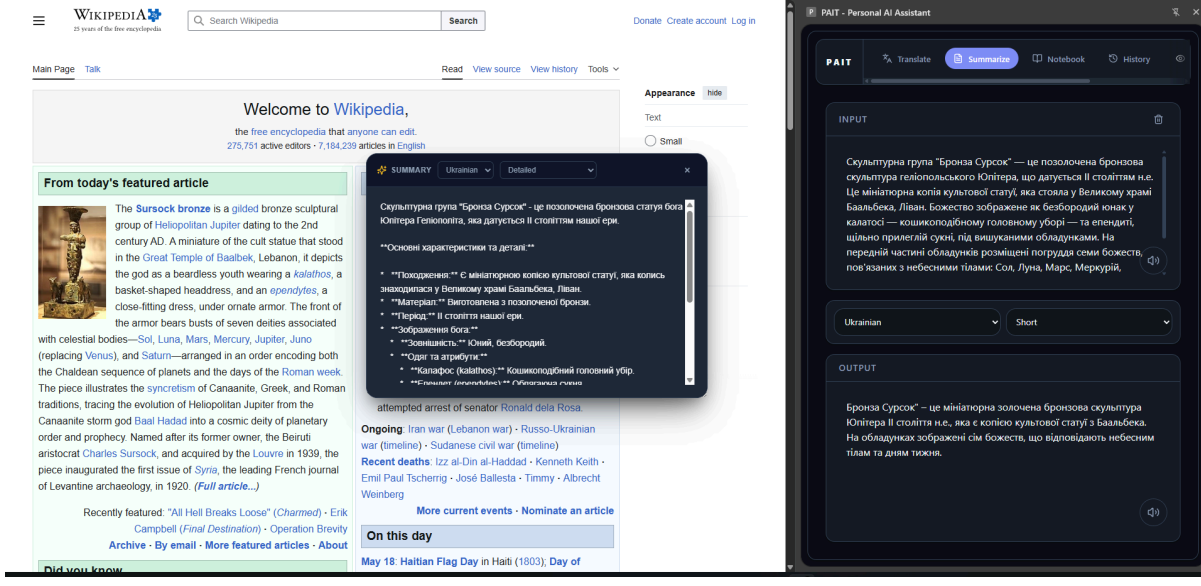 WIKIPEDIA
25 years of the free encyclopedia
Search Wikipedia
Search
Donate Create account Log in
Main Page Talk
Read View source View history Tools
Welcome to Wikipedia,
the free encyclopedia that anyone can edit.
275,751 active editors · 7,184,239 articles in English
Appearance hide
Text
Small
From today's featured article
The Sursock bronze is a gilded bronze sculptural
group of Heliopolitan Jupiter dating to the 2nd
century AD. A miniature of the cult statue that stood
in the Great Temple of Baalbek, Lebanon, it depicts
the god as a beardless youth wearing a kalathos, a
basket-shaped headdress, and an ependytes, a
close-fitting dress, under ornate armor. The front of
the armor bears busts of seven deities associated
with celestial bodies—Sol, Luna, Mars, Mercury, Jupiter, Juno
(replacing Venus), and Saturn—arranged in an order encoding both
the Chaldean sequence of planets and the days of the Roman week.
The piece illustrates the syncretism of Canaanite, Greek, and Roman
traditions, tracing the evolution of Heliopolitan Jupiter from the
Canaanite storm god Baal Hadad into a cosmic deity of planetary
order and prophecy. Named after its former owner, the Beiruti
aristocrat Charles Sursock, and acquired by the Louvre in 1939, the
piece inaugurated the first issue of Syria, the leading French journal
of Levantine archaeology, in 1920. (Full article...)
Recently featured: "All Hell Breaks Loose" (Charmed) · Erik
Campbell (Final Destination) · Operation Brevity
Archive · By email · More featured articles · About
Did you know
SUMMARY Ukrainian Detailed
Скульптурна група "Бронза Сурсок" - це позолочена бронзова статуя бога
Юпітера Геліополіта, яка датується II століттям нашої ери.
**Основні характеристики та деталі:**
* **Походження:** Є мініатюрною копією культової статуї, яка колись
знаходилася у Великому храмі Баальбека, Ліван.
* **Матеріал:** Виготовлена з позолоченої бронзи.
* **Період:** II століття нашої ери.
* **Зображення бога:**
* **Зовнішність:** Юний, безбородий.
* **Одяг та атрибути:**
* **Калафос (kalathos):** Кошикоподібний головний убір.
* **Ерендет (ependytes):** Облягаюча сукня
attempted arrest of senator Ronald dela Rosa.
Ongoing: Iran war (Lebanon war) · Russo-Ukrainian
war (timeline) · Sudanese civil war (timeline)
Recent deaths: Izz al-Din al-Haddad · Kenneth Keith ·
Emil Paul Tscherrig · José Ballesta · Timmy · Albrecht
Weinberg
More current events · Nominate an article
On this day
May 18: Haitian Flag Day in Haiti (1803); Day of
PAIT - Personal AI Assistant
PAIT Translate Summarize Notebook History
INPUT
Скульптурна група "Бронза Сурсок" — це позолочена бронзова
скульптура геліопольського Юпітера, що датується II століттям н.е.
Це мініатюрна копія культової статуї, яка стояла у Великому храмі
Баальбека, Ліван. Божество зображене як безбородий юнак у
калатосі — кошикоподібному головному уборі — та епендиті,
щільно прилеглій сукні, під вишуканими обладунками. На
передній частині обладунків розміщені погруддя семи божеств,
пов'язаних з небесними тілами: Сол, Луна, Марс, Меркурій,
Ukrainian Short
OUTPUT
Бронза Сурсок" – це мініатюрна золочена бронзова скульптура
Юпітера II століття н.е., яка є копією культової статуї з Баальбека.
На обладунках зображені сім божеств, що відповідають небесним
тілам та дням тижня.